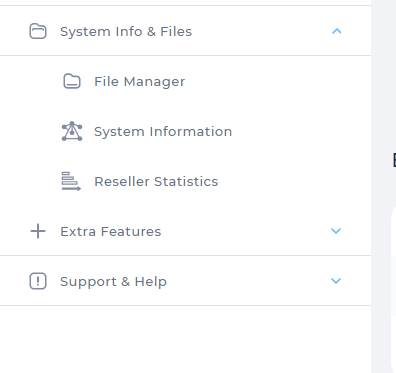 System Info & Files
File Manager
System Information
Reseller Statistics
Extra Features
Support & Help